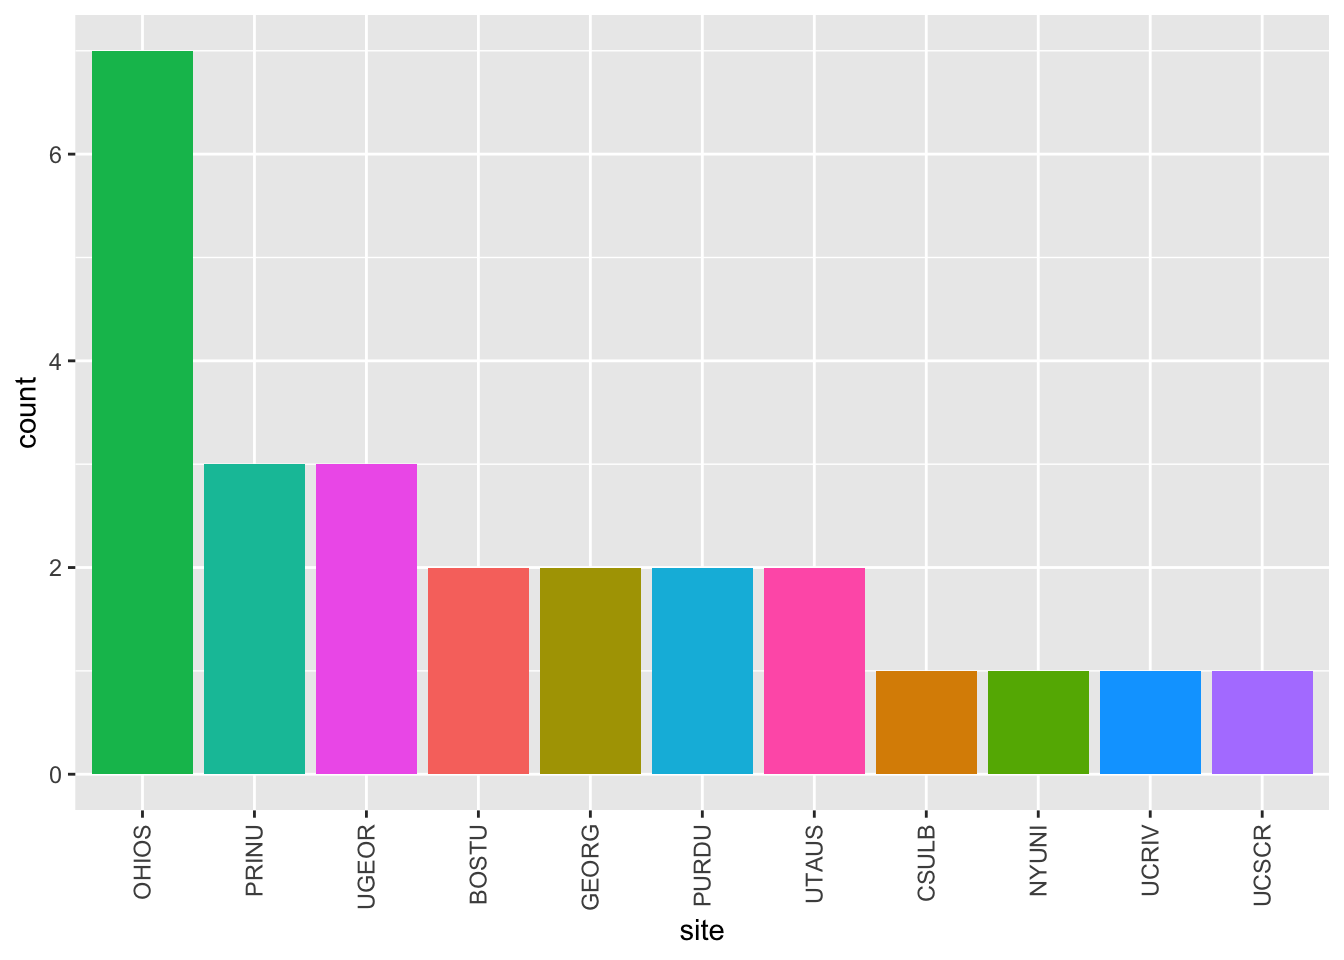 count
6
4
2
0
OHIOS
PRINU
UGEOR
BOSTU
GEORG
PURDU
UTAUS
CSULB
NYUNI
UCRIV
UCSCR
site